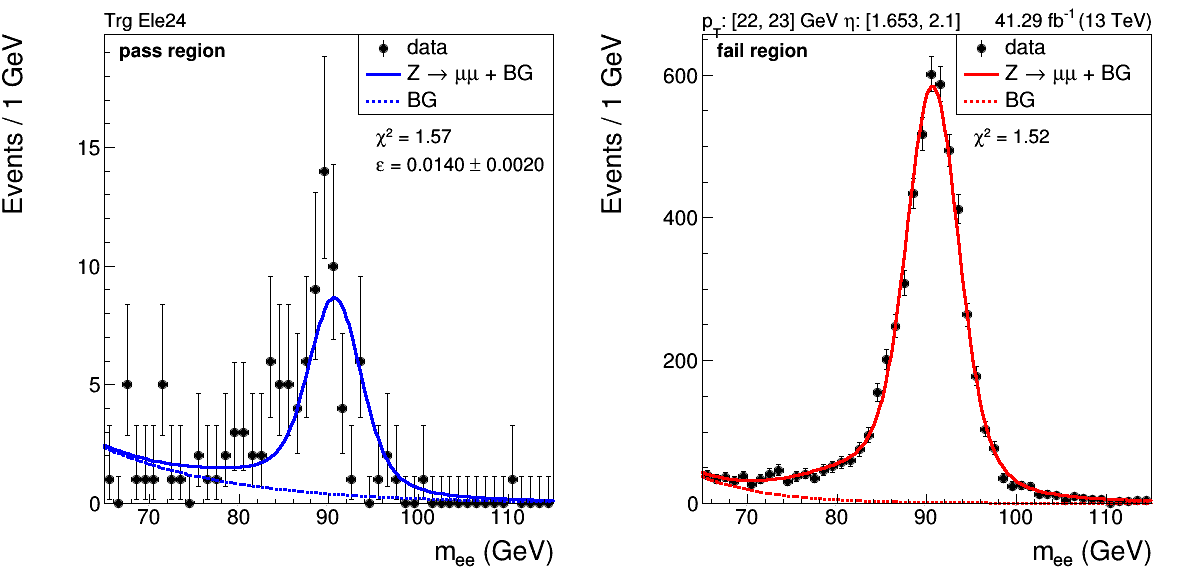 Trg Ele24
pass region
data
Z → μμ + BG
BG
χ² = 1.57
ε = 0.0140 ± 0.0020
Events / 1 GeV
15
10
5
0
70 80 90 100 110
m_ee (GeV)
p_T: [22, 23] GeV η: [1.653, 2.1] 41.29 fb⁻¹ (13 TeV)
fail region
data
Z → μμ + BG
BG
χ² = 1.52
Events / 1 GeV
600
400
200
0
70 80 90 100 110
m_ee (GeV)